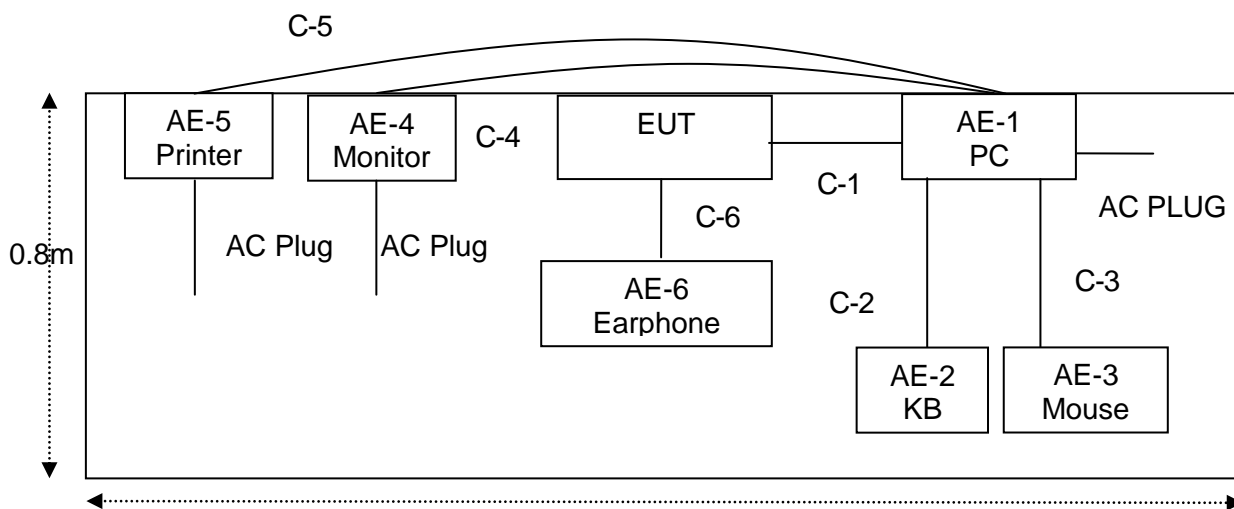 C-5
AE-5
Printer
AE-4
Monitor
C-4
EUT
AE-1
PC
C-1
AC PLUG
C-6
AC Plug
AC Plug
0.8m
AE-6
Earphone
C-2
C-3
AE-2
KB
AE-3
Mouse